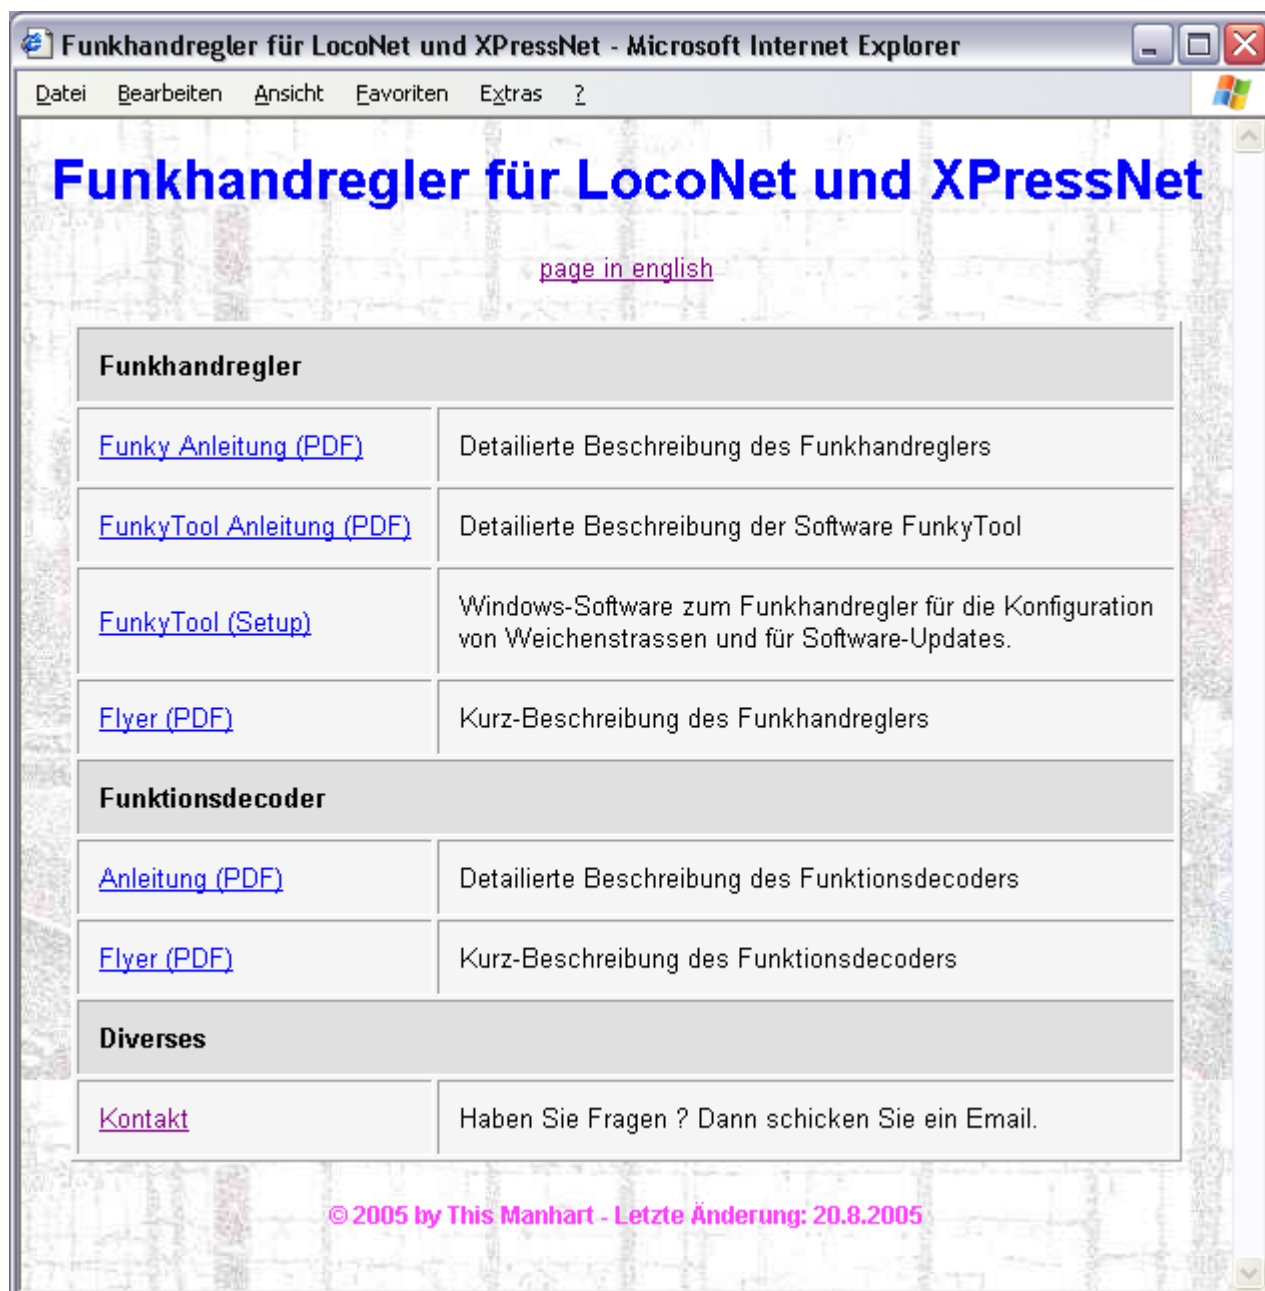 Funkhandregler für LocoNet und XPressNet - Microsoft Internet Explorer
Datei Bearbeiten Ansicht Favoriten Extras ?
Funkhandregler für LocoNet und XPressNet
page in english
Funkhandregler
Funky Anleitung (PDF) Detailierte Beschreibung des Funkhandreglers
FunkyTool Anleitung (PDF) Detailierte Beschreibung der Software FunkyTool
FunkyTool (Setup) Windows-Software zum Funkhandregler für die Konfiguration
von Weichenstrassen und für Software-Updates.
Flyer (PDF) Kurz-Beschreibung des Funkhandreglers
Funktionsdecoder
Anleitung (PDF) Detailierte Beschreibung des Funktionsdecoders
Flyer (PDF) Kurz-Beschreibung des Funktionsdecoders
Diverses
Kontakt Haben Sie Fragen ? Dann schicken Sie ein Email.
© 2005 by This Manhart - Letzte Änderung: 20.8.2005